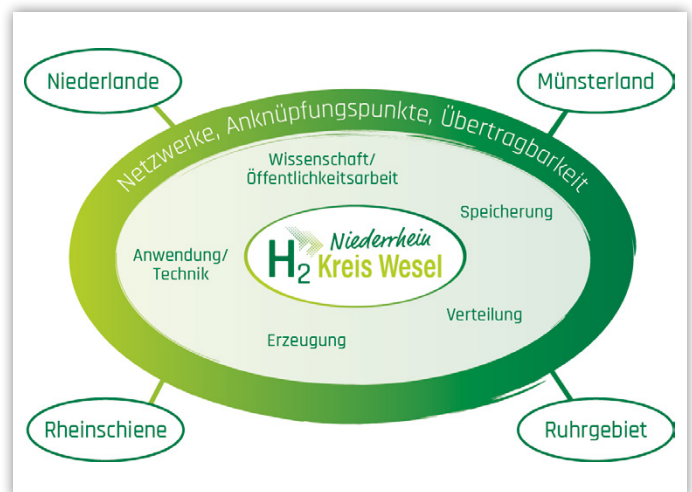 Niederlande
Münsterland
Netzwerke, Anknüpfungspunkte, Übertragbarkeit
Wissenschaft/
Öffentlichkeitsarbeit
Speicherung
Anwendung/
Technik
Niederrhein
H2 Kreis Wesel
Verteilung
Erzeugung
Rheinschiene
Ruhrgebiet